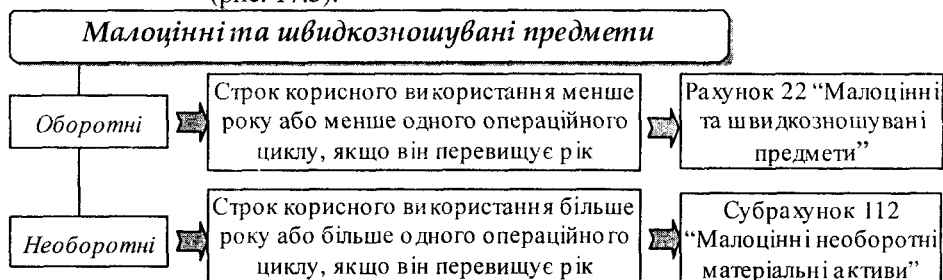 (рис. 17.3).
Малоцінні та швидкозношувані предмети
Оборотні
Строк корисного використання менше
року або менше одного операційного
циклу, якщо він перевищує рік
Рахунок 22 “Малоцінні
та швидкозношувані
предмети”
Необоротні
Строк корисного використання більше
року або більше одного операційного
циклу, якщо він перевищує рік
Субрахунок 112
“Малоцінні необоротні
матеріальні активи”